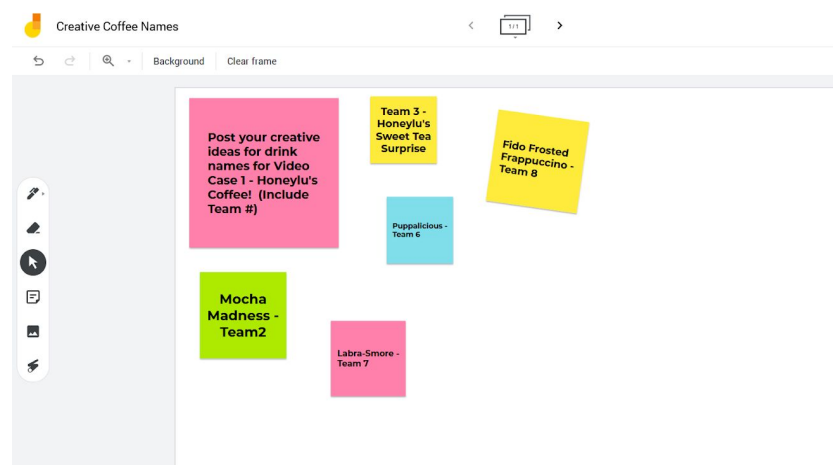 Creative Coffee Names
1/1
Background
Clear frame
Post your creative
ideas for drink
names for Video
Case 1 - Honeylu's
Coffee! (Include
Team #)
Team 3 -
Honeylu's
Sweet Tea
Surprise
Fido Frosted
Frappuccino -
Team 8
Puppalicious -
Team 6
Mocha
Madness -
Team2
Labra-Smore -
Team 7